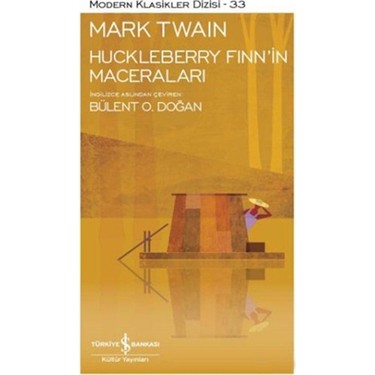 MODERN KLASİKLER DİZİSİ - 33
MARK TWAIN
HUCKLEBERRY FINN'İN
MACERALARI
İNGİLİZCE ASLINDAN ÇEVİREN:
BÜLENT O. DOĞAN
TÜRKİYE İŞ BANKASI
Kültür Yayınları